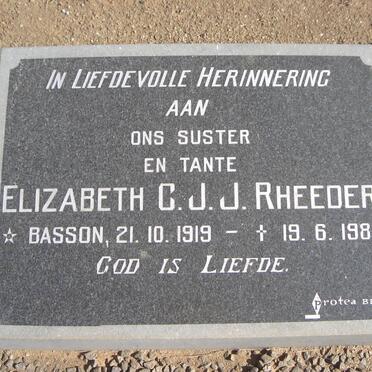 IN LIEFDEVOLLE HERINNERING
AAN
ONS SUSTER
EN TANTE
ELIZABETH C.J.J. RHEEDER
☆ BASSON, 21.10.1919 – † 19.6.198
GOD IS LIEFDE.
protea